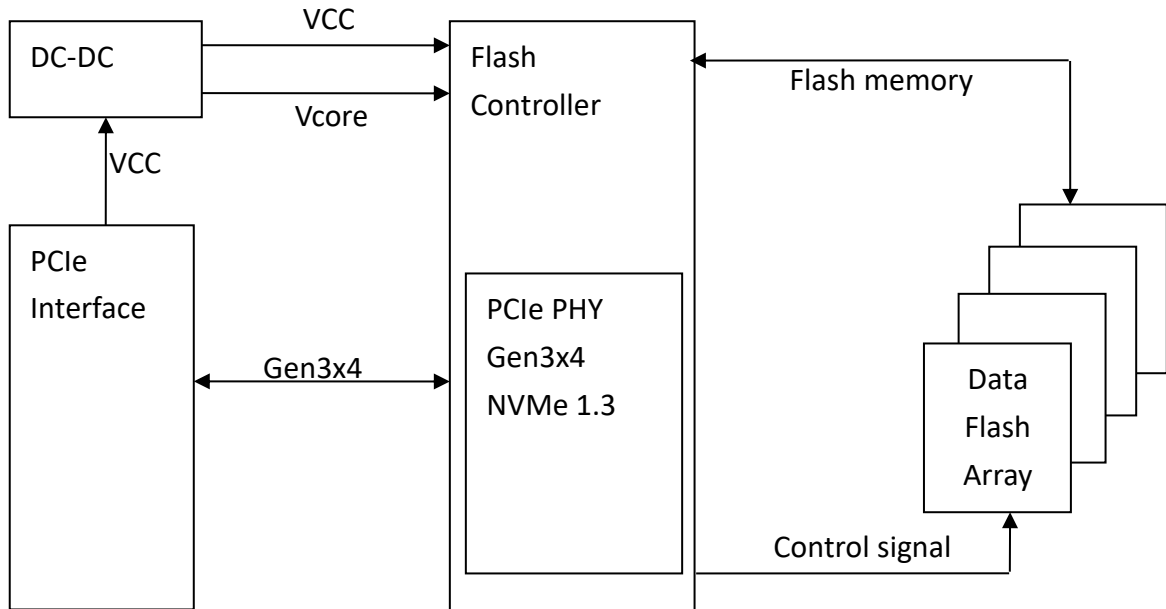 VCC
DC-DC
Flash
Controller
Flash memory
Vcore
VCC
PCIe
Interface
PCIe PHY
Gen3x4
NVMe 1.3
Gen3x4
Data
Flash
Array
Control signal